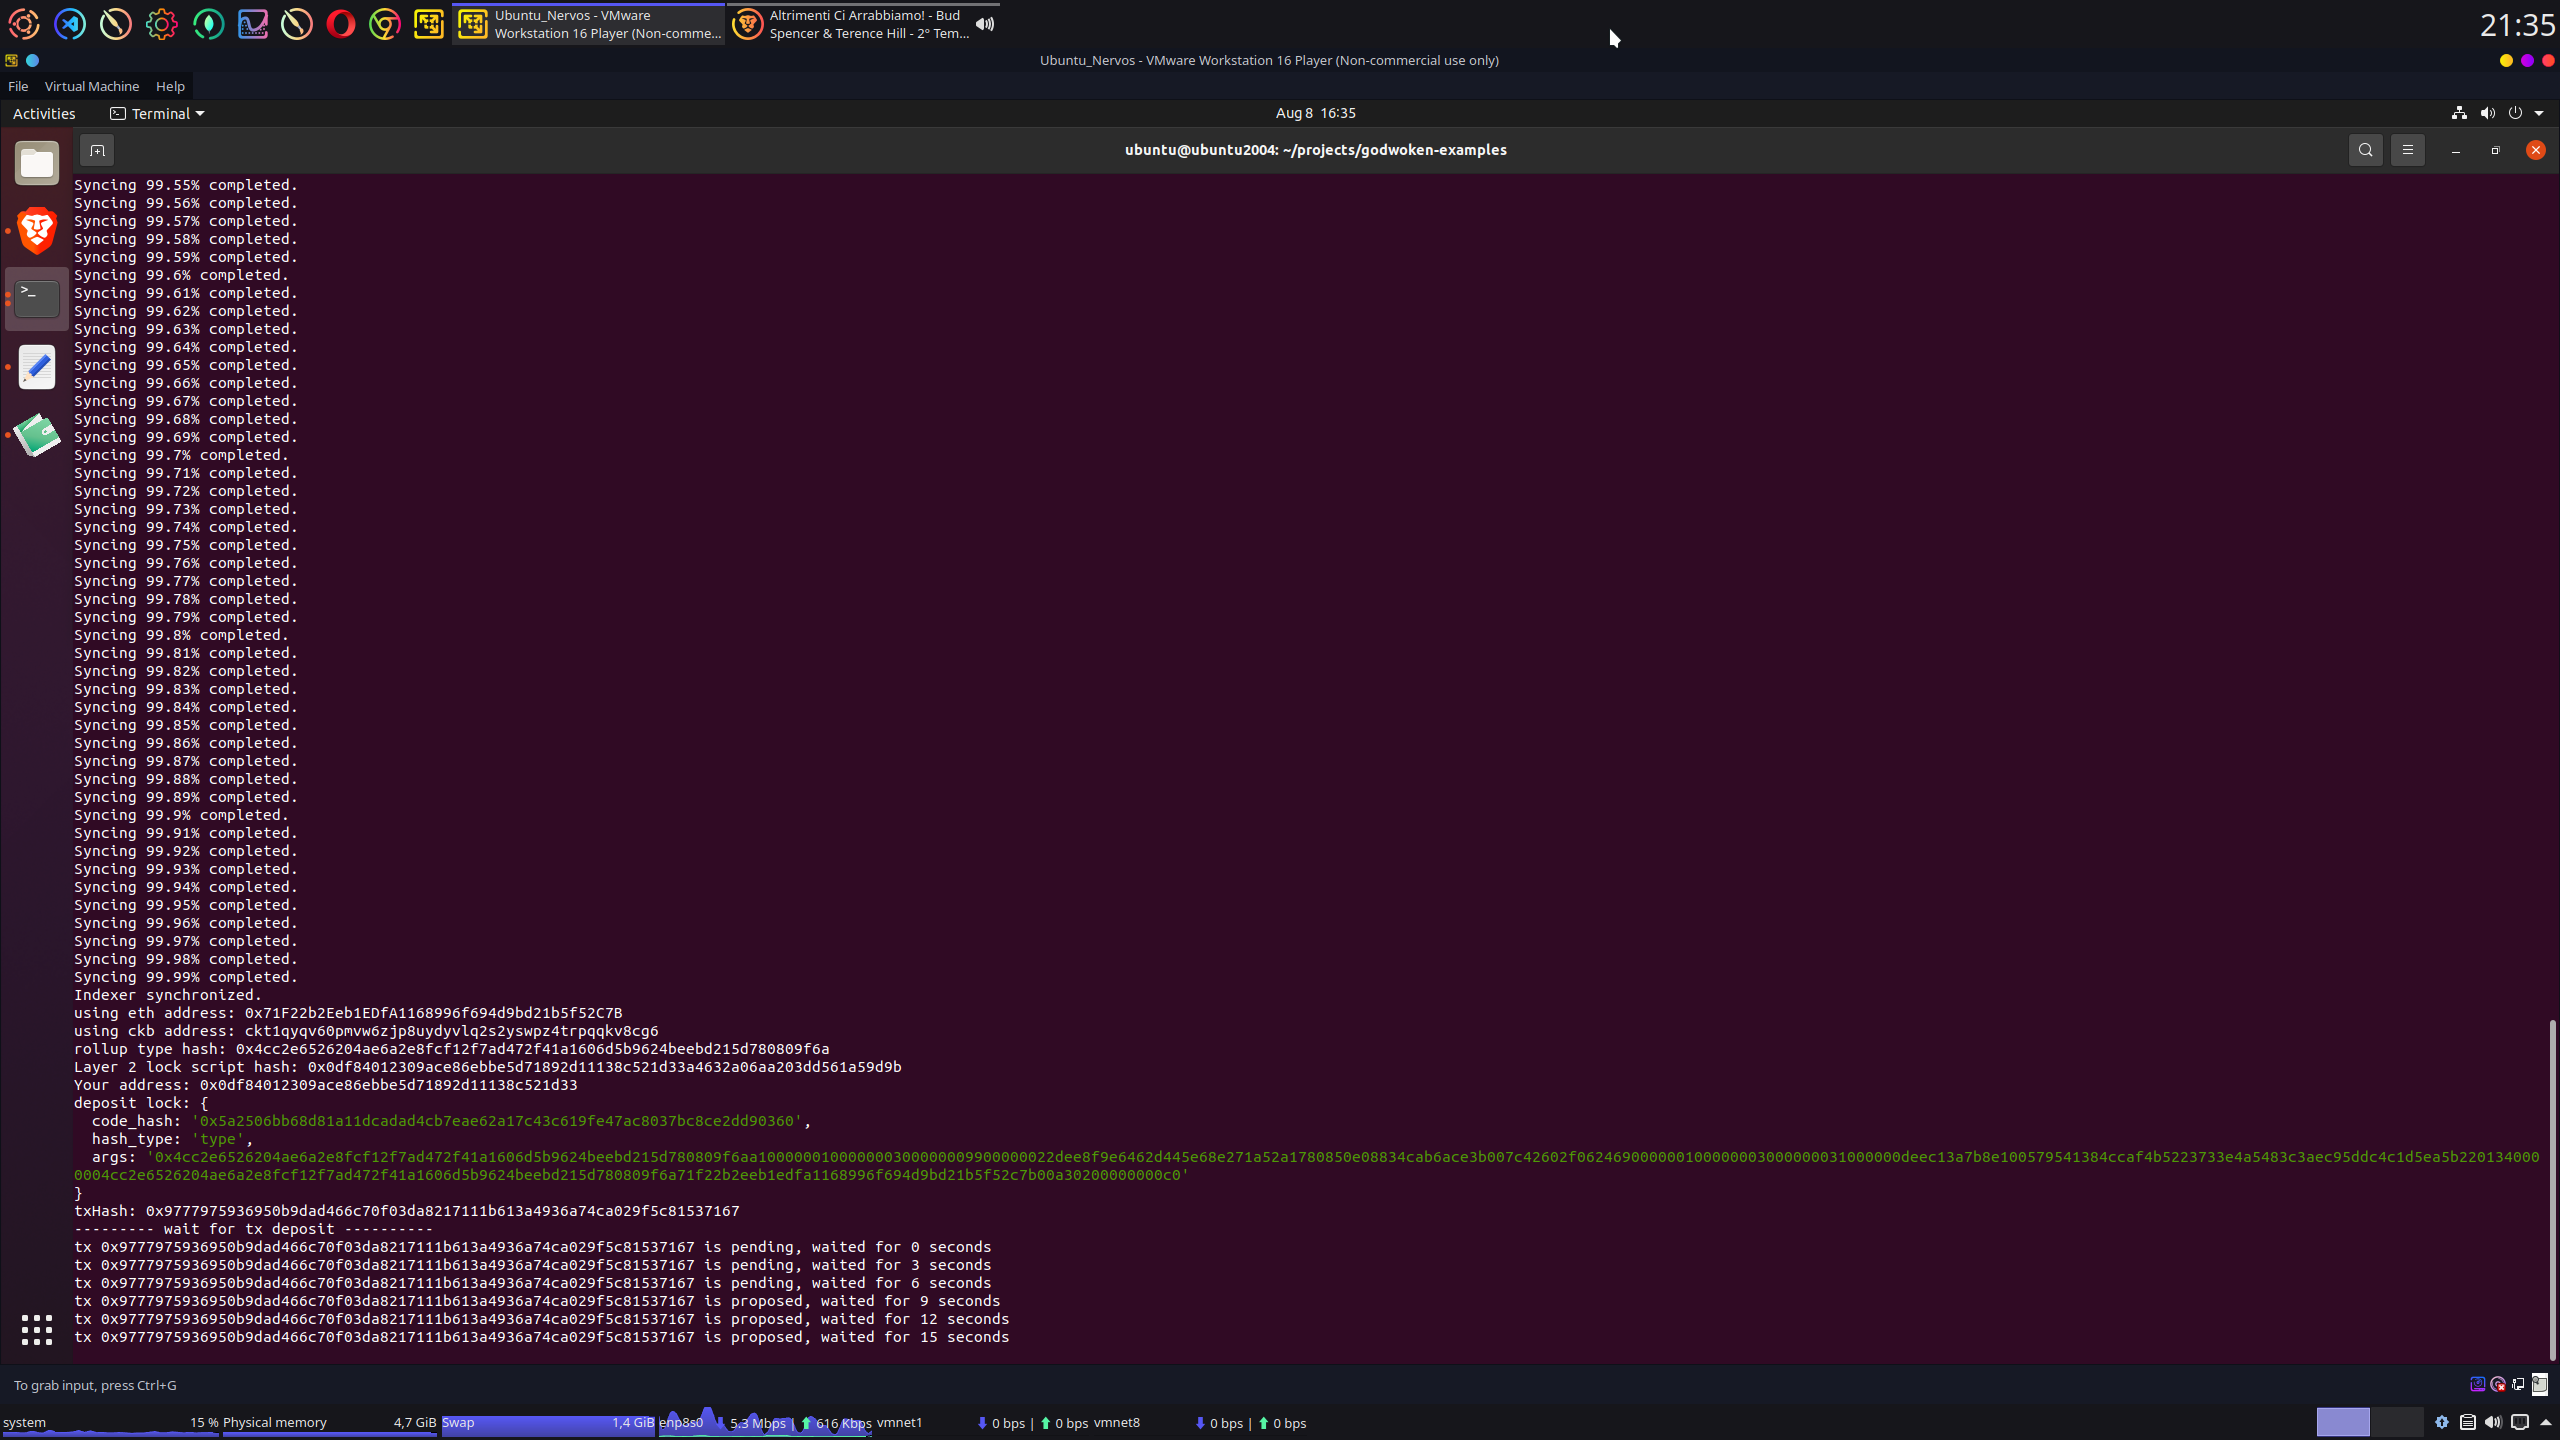 Ubuntu_Nervos - VMware
Workstation 16 Player (Non-comme...
Altrimenti Ci Arrabbiamo! - Bud
Spencer & Terence Hill - 2° Tem...
21:35
Ubuntu_Nervos - VMware Workstation 16 Player (Non-commercial use only)
File Virtual Machine Help
Activities Terminal Aug 8 16:35
ubuntu@ubuntu2004: ~/projects/godwoken-examples
Syncing 99.55% completed.
Syncing 99.56% completed.
Syncing 99.57% completed.
Syncing 99.58% completed.
Syncing 99.59% completed.
Syncing 99.6% completed.
Syncing 99.61% completed.
Syncing 99.62% completed.
Syncing 99.63% completed.
Syncing 99.64% completed.
Syncing 99.65% completed.
Syncing 99.66% completed.
Syncing 99.67% completed.
Syncing 99.68% completed.
Syncing 99.69% completed.
Syncing 99.7% completed.
Syncing 99.71% completed.
Syncing 99.72% completed.
Syncing 99.73% completed.
Syncing 99.74% completed.
Syncing 99.75% completed.
Syncing 99.76% completed.
Syncing 99.77% completed.
Syncing 99.78% completed.
Syncing 99.79% completed.
Syncing 99.8% completed.
Syncing 99.81% completed.
Syncing 99.82% completed.
Syncing 99.83% completed.
Syncing 99.84% completed.
Syncing 99.85% completed.
Syncing 99.86% completed.
Syncing 99.87% completed.
Syncing 99.88% completed.
Syncing 99.89% completed.
Syncing 99.9% completed.
Syncing 99.91% completed.
Syncing 99.92% completed.
Syncing 99.93% completed.
Syncing 99.94% completed.
Syncing 99.95% completed.
Syncing 99.96% completed.
Syncing 99.97% completed.
Syncing 99.98% completed.
Syncing 99.99% completed.
Indexer synchronized.
using eth address: 0x71F22b2Eeb1EDfA1168996f694d9bd21b5f52C7B
using ckb address: ckt1qyqv60pmvw6zjp8uydyvlq2s2yswpz4trpqqkv8cg6
rollup type hash: 0x4cc2e6526204ae6a2e8fcf12f7ad472f41a1606d5b9624beebd215d780809f6a
Layer 2 lock script hash: 0x0df84012309ace86ebbe5d71892d11138c521d33a4632a06aa203dd561a59d9b
Your address: 0x0df84012309ace86ebbe5d71892d11138c521d33
deposit lock: {
code_hash: '0x5a2506bb68d81a11dcadad4cb7eae62a17c43c619fe47ac8037bc8ce2dd90360',
hash_type: 'type',
args: '0x4cc2e6526204ae6a2e8fcf12f7ad472f41a1606d5b9624beebd215d780809f6aa10000001000000030000000990000002​2dee8f9e6462d445e68e271a52a1780850e08834cab6ace3b007c42602f062469000000100000003000000031000000deec13a7b8e100579541384ccaf4b5223733e4a5483c3aec95ddc4c1d5ea5b220134000
0004cc2e6526204ae6a2e8fcf12f7ad472f41a1606d5b9624beebd215d780809f6a71f22b2eeb1edfa1168996f694d9bd21b5f52c7b00a30200000000c0'
}
txHash: 0x9777975936950b9dad466c70f03da8217111b613a4936a74ca029f5c81537167
--------- wait for tx deposit ----------
tx 0x9777975936950b9dad466c70f03da8217111b613a4936a74ca029f5c81537167 is pending, waited for 0 seconds
tx 0x9777975936950b9dad466c70f03da8217111b613a4936a74ca029f5c81537167 is pending, waited for 3 seconds
tx 0x9777975936950b9dad466c70f03da8217111b613a4936a74ca029f5c81537167 is pending, waited for 6 seconds
tx 0x9777975936950b9dad466c70f03da8217111b613a4936a74ca029f5c81537167 is proposed, waited for 9 seconds
tx 0x9777975936950b9dad466c70f03da8217111b613a4936a74ca029f5c81537167 is proposed, waited for 12 seconds
tx 0x9777975936950b9dad466c70f03da8217111b613a4936a74ca029f5c81537167 is proposed, waited for 15 seconds
To grab input, press Ctrl+G
system 15 % Physical memory 4,7 GiB Swap 1,4 GiB enp8s0 5.3 Mbps | 616 Kbps vmnet1 0 bps | 0 bps vmnet8 0 bps | 0 bps